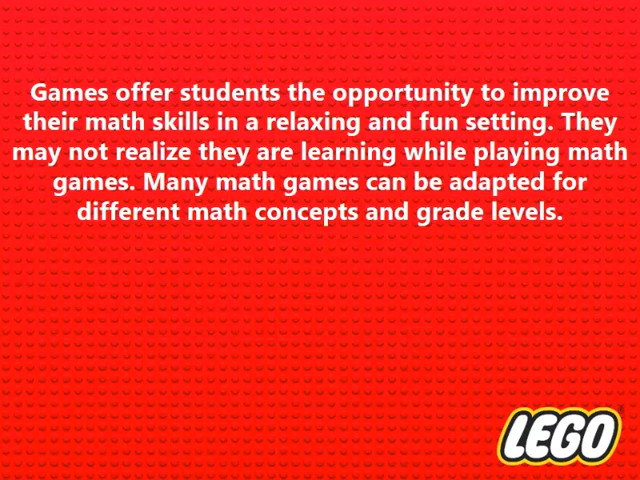 Games offer students the opportunity to improve
their math skills in a relaxing and fun setting. They
may not realize they are learning while playing math
games. Many math games can be adapted for
different math concepts and grade levels.
LEGO